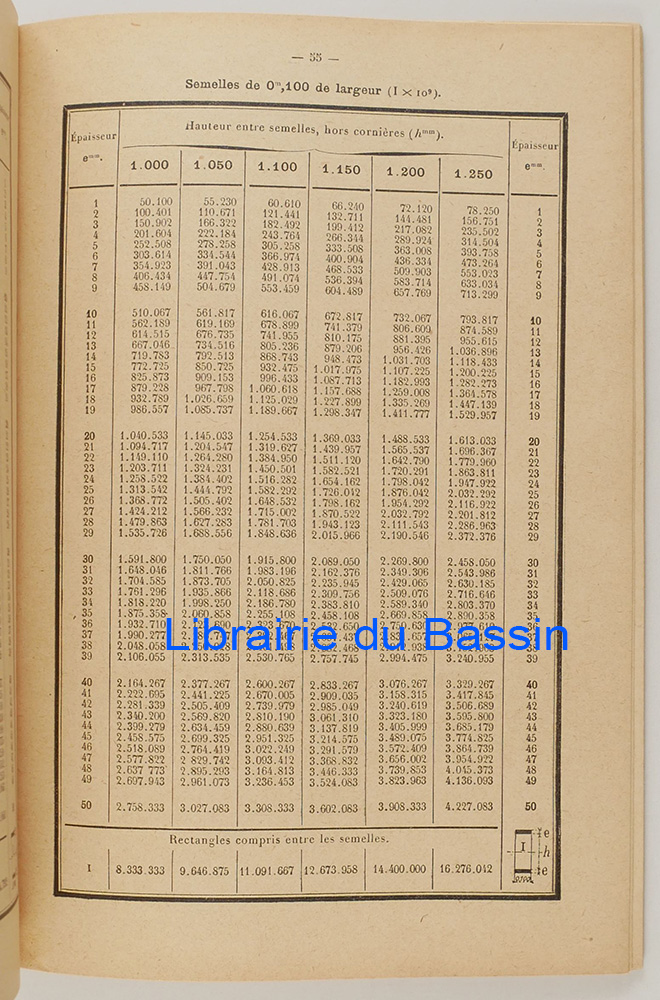 — 55 —
Semelles de 0ᵐ,100 de largeur (I × 10⁹).
Épaisseur eᵐᵐ. Hauteur entre semelles, hors cornières (hᵐᵐ). Épaisseur eᵐᵐ.
1.000 1.050 1.100 1.150 1.200 1.250
1 50.100 55.230 60.610 66.240 72.120 78.250 1
2 100.401 110.671 121.441 132.711 144.481 156.751 2
3 150.902 166.322 182.492 199.412 217.082 235.502 3
4 201.604 222.184 243.764 266.344 289.924 314.504 4
5 252.508 278.258 305.258 333.508 363.008 393.758 5
6 303.614 334.544 366.974 400.904 436.334 473.264 6
7 354.923 391.043 428.913 468.533 509.903 553.023 7
8 406.434 447.754 491.074 536.394 583.714 633.034 8
9 458.149 504.679 553.459 604.489 657.769 713.299 9
10 510.067 561.817 616.067 672.817 732.067 793.817 10
11 562.189 619.169 678.899 741.379 806.609 874.589 11
12 614.515 676.735 741.955 810.175 881.395 955.615 12
13 667.046 734.516 805.236 879.206 956.426 1.036.896 13
14 719.783 792.513 868.743 948.473 1.031.703 1.118.433 14
15 772.725 850.725 932.475 1.017.975 1.107.225 1.200.225 15
16 825.873 909.153 996.433 1.087.713 1.182.993 1.282.273 16
17 879.228 967.798 1.060.618 1.157.688 1.259.008 1.364.578 17
18 932.789 1.026.659 1.125.029 1.227.899 1.335.269 1.447.139 18
19 986.557 1.085.737 1.189.667 1.298.347 1.411.777 1.529.957 19
20 1.040.533 1.145.033 1.254.533 1.369.033 1.488.533 1.613.033 20
21 1.094.717 1.204.547 1.319.627 1.439.957 1.565.537 1.696.367 21
22 1.149.110 1.264.280 1.384.950 1.511.120 1.642.790 1.779.960 22
23 1.203.711 1.324.231 1.450.501 1.582.521 1.720.291 1.863.811 23
24 1.258.522 1.384.402 1.516.282 1.654.162 1.798.042 1.947.922 24
25 1.313.542 1.444.792 1.582.292 1.726.042 1.876.042 2.032.292 25
26 1.368.772 1.505.402 1.648.532 1.798.162 1.954.292 2.116.922 26
27 1.424.212 1.566.232 1.715.002 1.870.522 2.032.792 2.201.812 27
28 1.479.863 1.627.283 1.781.703 1.943.123 2.111.543 2.286.963 28
29 1.535.726 1.688.556 1.848.636 2.015.966 2.190.546 2.372.376 29
30 1.591.800 1.750.050 1.915.800 2.089.050 2.269.800 2.458.050 30
31 1.648.046 1.811.766 1.983.196 2.162.376 2.349.306 2.543.986 31
32 1.704.585 1.873.705 2.050.825 2.235.945 2.429.065 2.630.185 32
33 1.761.296 1.935.866 2.118.686 2.309.756 2.509.076 2.716.646 33
34 1.818.220 1.998.250 2.186.780 2.383.810 2.589.340 2.803.370 34
35 1.875.358 2.060.858 2.255.108 2.458.108 2.669.858 2.890.358 35
36 1.932.710 36
37 1.990.277 37
38 2.048.058 38
Librairie du Bassin
39 2.106.055 2.313.535 2.530.765 2.757.745 2.994.475 3.240.955 39
40 2.164.267 2.377.267 2.600.267 2.833.267 3.076.267 3.329.267 40
41 2.222.695 2.441.225 2.670.005 2.909.035 3.158.315 3.417.845 41
42 2.281.339 2.505.409 2.739.979 2.985.049 3.240.619 3.506.689 42
43 2.340.200 2.569.820 2.810.190 3.061.310 3.323.180 3.595.800 43
44 2.399.279 2.634.459 2.880.639 3.137.819 3.405.999 3.685.179 44
45 2.458.575 2.699.325 2.951.325 3.214.575 3.489.075 3.774.825 45
46 2.518.089 2.764.419 3.022.249 3.291.579 3.572.409 3.864.739 46
47 2.577.822 2 829.742 3.093.412 3.368.832 3.656.002 3.954.922 47
48 2.637 773 2.895.293 3.164.813 3.446.333 3.739.853 4.045.373 48
49 2.697.943 2.961.073 3.236.453 3.524.083 3.823.963 4.136.093 49
50 2.758.333 3.027.083 3.308.333 3.602.083 3.908.333 4.227.083 50
Rectangles compris entre les semelles.
I 8.333.333 9.646.875 11.091.667 12.673.958 14.400.000 16.276.042
e
I h
e